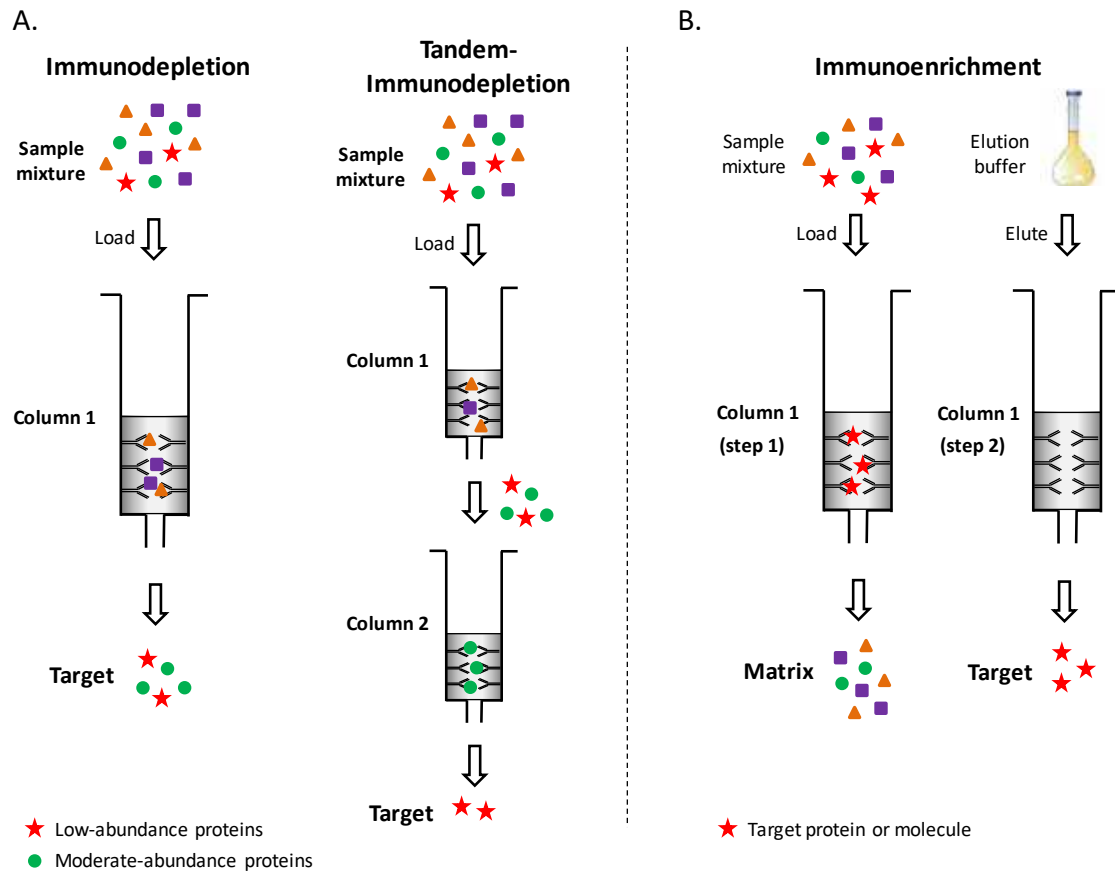 A.
Immunodepletion
Sample
mixture
Load
Column 1
Target
Tandem-
Immunodepletion
Sample
mixture
Load
Column 1
Column 2
Target
Low-abundance proteins
Moderate-abundance proteins
B.
Immunoenrichment
Sample
mixture
Elution
buffer
Load
Elute
Column 1
(step 1)
Column 1
(step 2)
Matrix
Target
Target protein or molecule